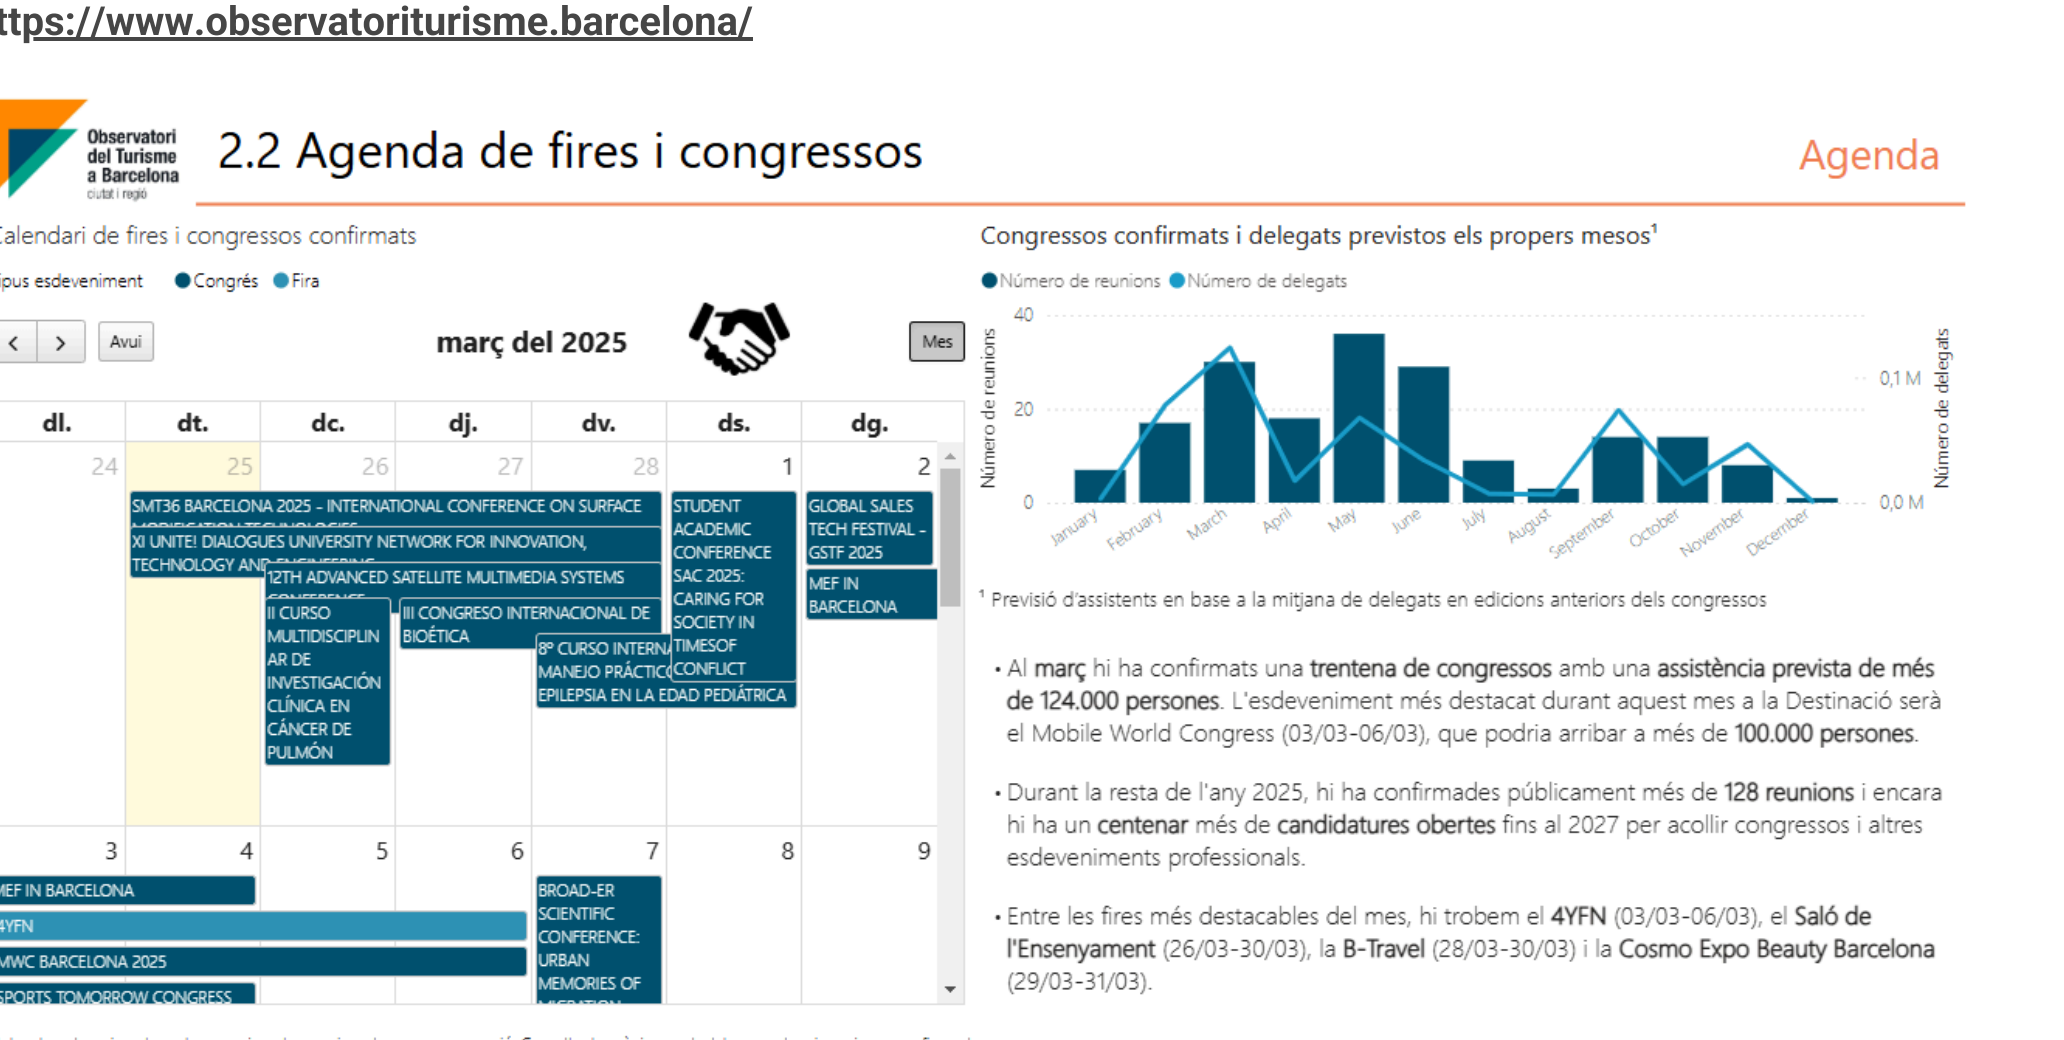 ttps://www.observatoriturisme.barcelona/
Observatori
del Turisme
a Barcelona
ciutat i regió
2.2 Agenda de fires i congressos
Agenda
Calendari de fires i congressos confirmats
ipus esdeveniment Congrés Fira
Avui
març del 2025
Mes
dl. dt. dc. dj. dv. ds. dg.
24 25 26 27 28 1 2
SMT36 BARCELONA 2025 - INTERNATIONAL CONFERENCE ON SURFACE
MODIFICATION TECHNOLOGIES
XI UNITE! DIALOGUES UNIVERSITY NETWORK FOR INNOVATION,
TECHNOLOGY AND ENGINEERING
12TH ADVANCED SATELLITE MULTIMEDIA SYSTEMS
CONFERENCE
II CURSO
MULTIDISCIPLIN
AR DE
INVESTIGACIÓN
CLÍNICA EN
CÁNCER DE
PULMÓN
III CONGRESO INTERNACIONAL DE
BIOÉTICA
8º CURSO INTERNA
MANEJO PRÁCTIC
EPILEPSIA EN LA EDAD PEDIÁTRICA
STUDENT
ACADEMIC
CONFERENCE
SAC 2025:
CARING FOR
SOCIETY IN
TIMESOF
CONFLICT
GLOBAL SALES
TECH FESTIVAL -
GSTF 2025
MEF IN
BARCELONA
3 4 5 6 7 8 9
MEF IN BARCELONA
4YFN
MWC BARCELONA 2025
SPORTS TOMORROW CONGRESS
BROAD-ER
SCIENTIFIC
CONFERENCE:
URBAN
MEMORIES OF
MIGRATION
Congressos confirmats i delegats previstos els propers mesos¹
Número de reunions Número de delegats
Número de reunions
40
20
0
0,1 M
0,0 M
Número de delegats
January February March April May June July August September October November December
¹ Previsió d'assistents en base a la mitjana de delegats en edicions anteriors dels congressos
• Al març hi ha confirmats una trentena de congressos amb una assistència prevista de més
de 124.000 persones. L'esdeveniment més destacat durant aquest mes a la Destinació serà
el Mobile World Congress (03/03-06/03), que podria arribar a més de 100.000 persones.
• Durant la resta de l'any 2025, hi ha confirmades públicament més de 128 reunions i encara
hi ha un centenar més de candidatures obertes fins al 2027 per acollir congressos i altres
esdeveniments professionals.
• Entre les fires més destacables del mes, hi trobem el 4YFN (03/03-06/03), el Saló de
l'Ensenyament (26/03-30/03), la B-Travel (28/03-30/03) i la Cosmo Expo Beauty Barcelona
(29/03-31/03).